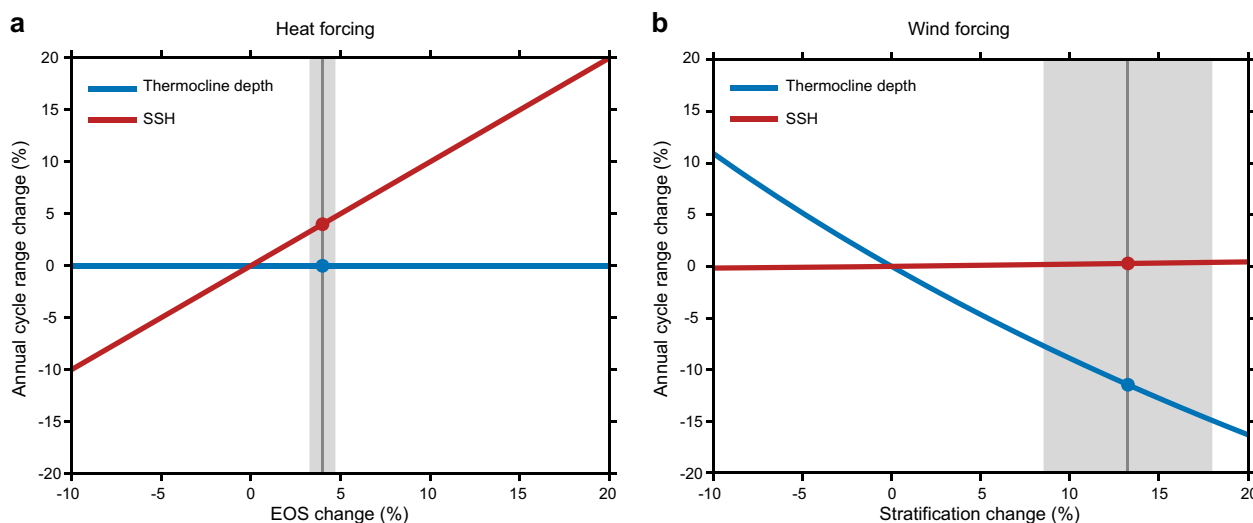 a
Heat forcing
20
15
10
5
0
-5
-10
-15
-20
Annual cycle range change (%)
Thermocline depth
SSH
-10 -5 0 5 10 15 20
EOS change (%)
b
Wind forcing
20
15
10
5
0
-5
-10
-15
-20
Annual cycle range change (%)
Thermocline depth
SSH
-10 -5 0 5 10 15 20
Stratification change (%)